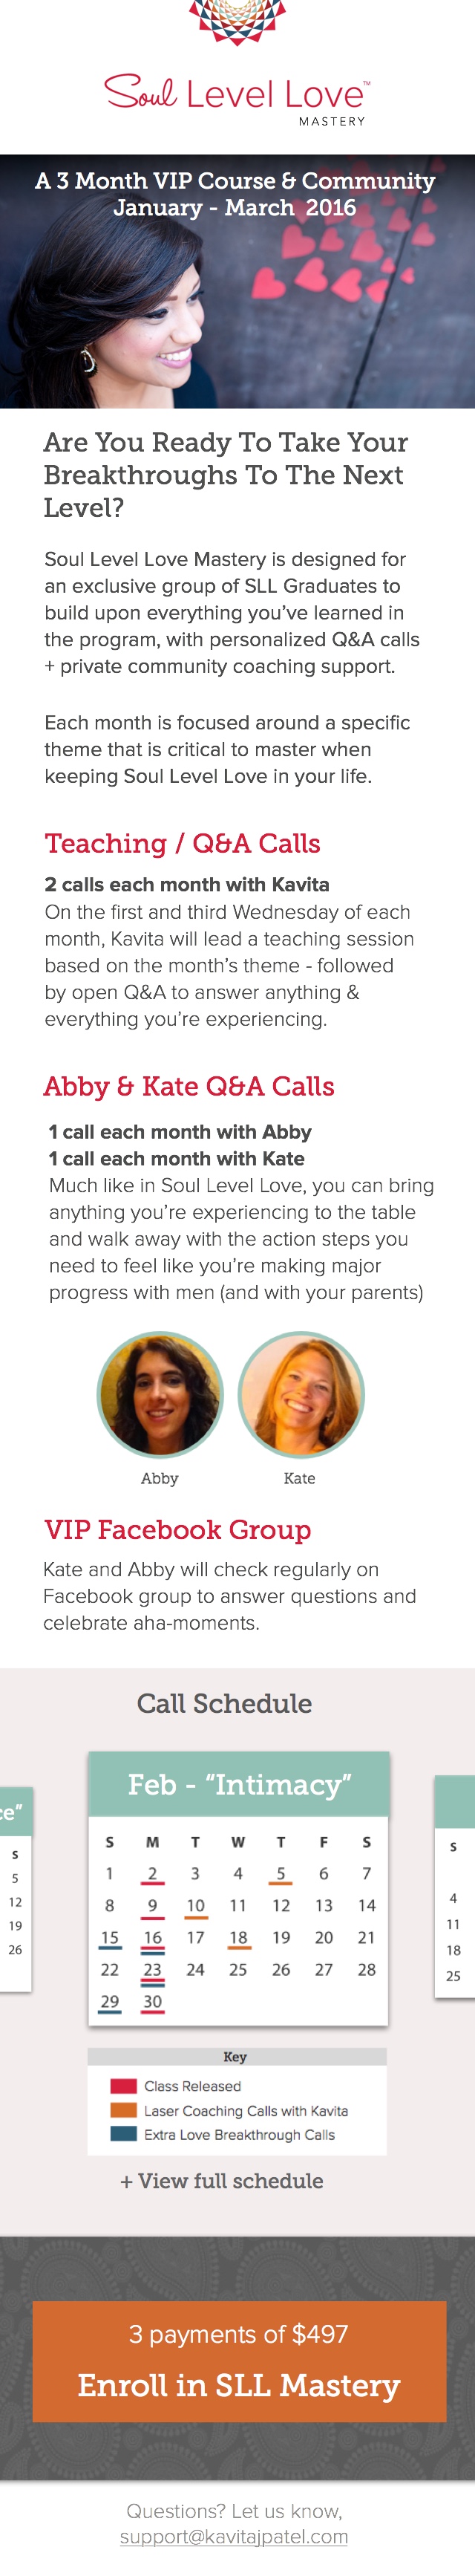 Soul Level Love™
MASTERY
A 3 Month VIP Course & Community
January - March 2016
Are You Ready To Take Your
Breakthroughs To The Next
Level?
Soul Level Love Mastery is designed for
an exclusive group of SLL Graduates to
build upon everything you've learned in
the program, with personalized Q&A calls
+ private community coaching support.
Each month is focused around a specific
theme that is critical to master when
keeping Soul Level Love in your life.
Teaching / Q&A Calls
2 calls each month with Kavita
On the first and third Wednesday of each
month, Kavita will lead a teaching session
based on the month's theme - followed
by open Q&A to answer anything &
everything you're experiencing.
Abby & Kate Q&A Calls
1 call each month with Abby
1 call each month with Kate
Much like in Soul Level Love, you can bring
anything you're experiencing to the table
and walk away with the action steps you
need to feel like you're making major
progress with men (and with your parents)
Abby
Kate
VIP Facebook Group
Kate and Abby will check regularly on
Facebook group to answer questions and
celebrate aha-moments.
Call Schedule
ce"
S
5
12
19
26
Feb - "Intimacy"
S M T W T F S
1 2 3 4 5 6 7
8 9 10 11 12 13 14
15 16 17 18 19 20 21
22 23 24 25 26 27 28
29 30
S
4
11
18
25
Key
Class Released
Laser Coaching Calls with Kavita
Extra Love Breakthrough Calls
+ View full schedule
3 payments of $497
Enroll in SLL Mastery
Questions? Let us know,
support@kavitajpatel.com